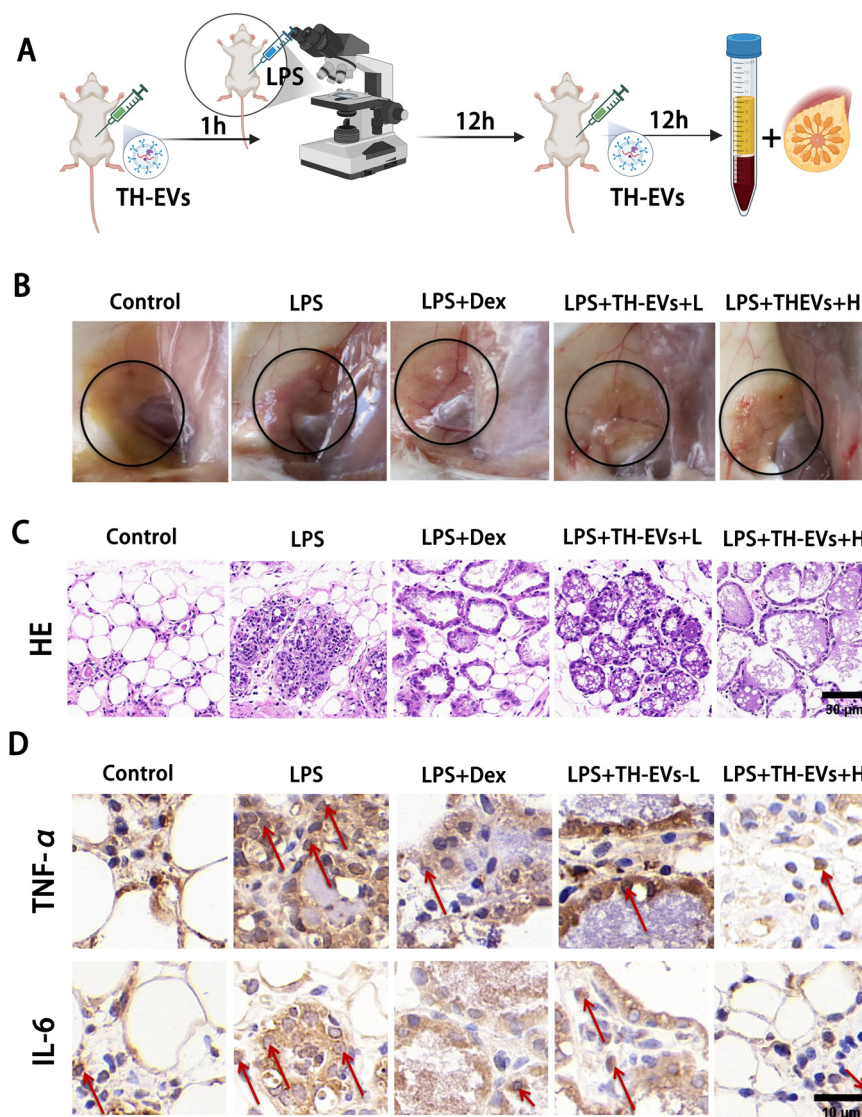 A
LPS
1h
12h
12h
TH-EVs
TH-EVs
+
B
Control
LPS
LPS+Dex
LPS+TH-EVs+L
LPS+THEVs+H
C
Control
LPS
LPS+Dex
LPS+TH-EVs+L
LPS+TH-EVs+H
HE
30 μm
D
Control
LPS
LPS+Dex
LPS+TH-EVs-L
LPS+TH-EVs+H
TNF-α
IL-6
10 μm